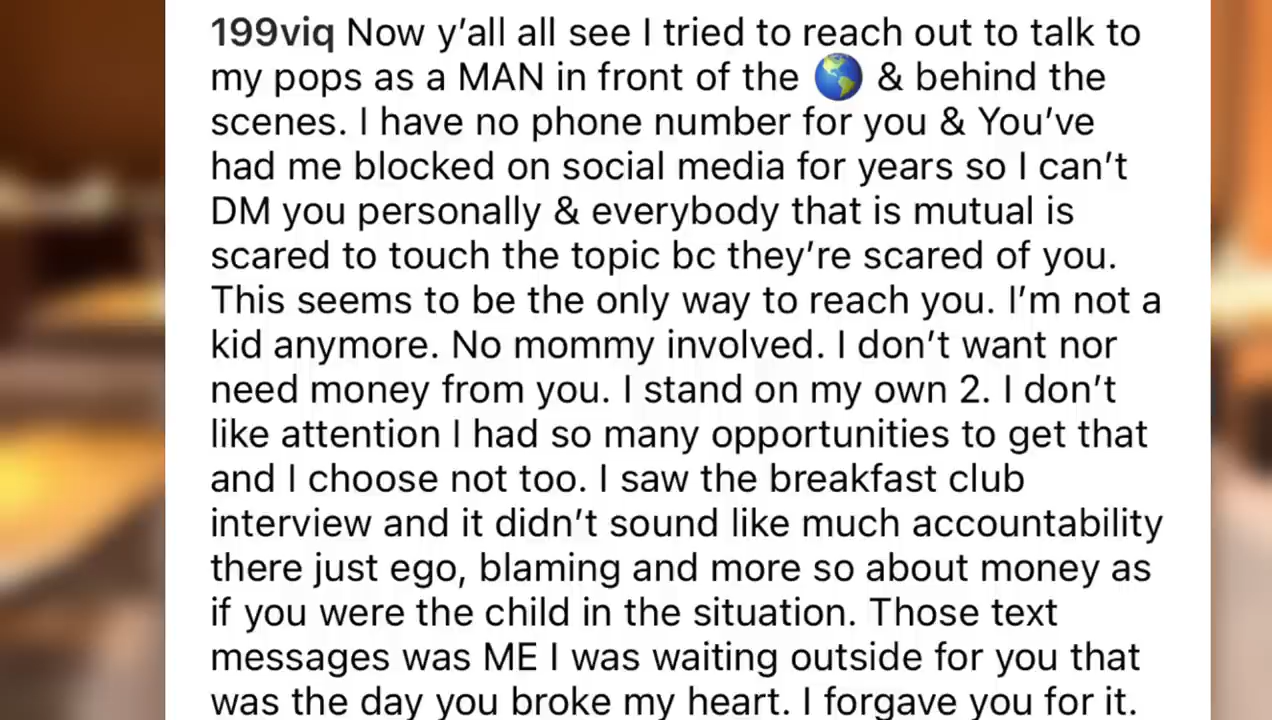 199viq Now y’all all see I tried to reach out to talk to
my pops as a MAN in front of the 🌎 & behind the
scenes. I have no phone number for you & You’ve
had me blocked on social media for years so I can’t
DM you personally & everybody that is mutual is
scared to touch the topic bc they’re scared of you.
This seems to be the only way to reach you. I’m not a
kid anymore. No mommy involved. I don’t want nor
need money from you. I stand on my own 2. I don’t
like attention I had so many opportunities to get that
and I choose not too. I saw the breakfast club
interview and it didn’t sound like much accountability
there just ego, blaming and more so about money as
if you were the child in the situation. Those text
messages was ME I was waiting outside for you that
was the day you broke my heart. I forgave you for it.